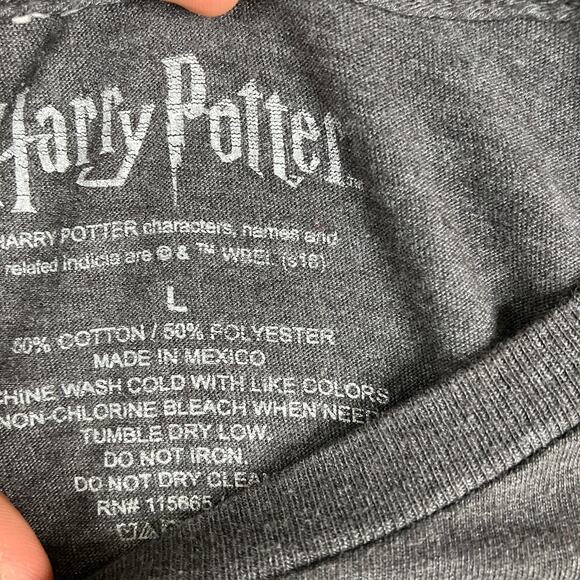 Harry Potter ™
HARRY POTTER characters, names and
related indicia are © & ™ WBEI. (s18)
L
50% COTTON / 50% POLYESTER
MADE IN MEXICO
CHINE WASH COLD WITH LIKE COLORS
NON-CHLORINE BLEACH WHEN NEE
TUMBLE DRY LOW.
DO NOT IRON.
DO NOT DRY CLEA
RN# 115665